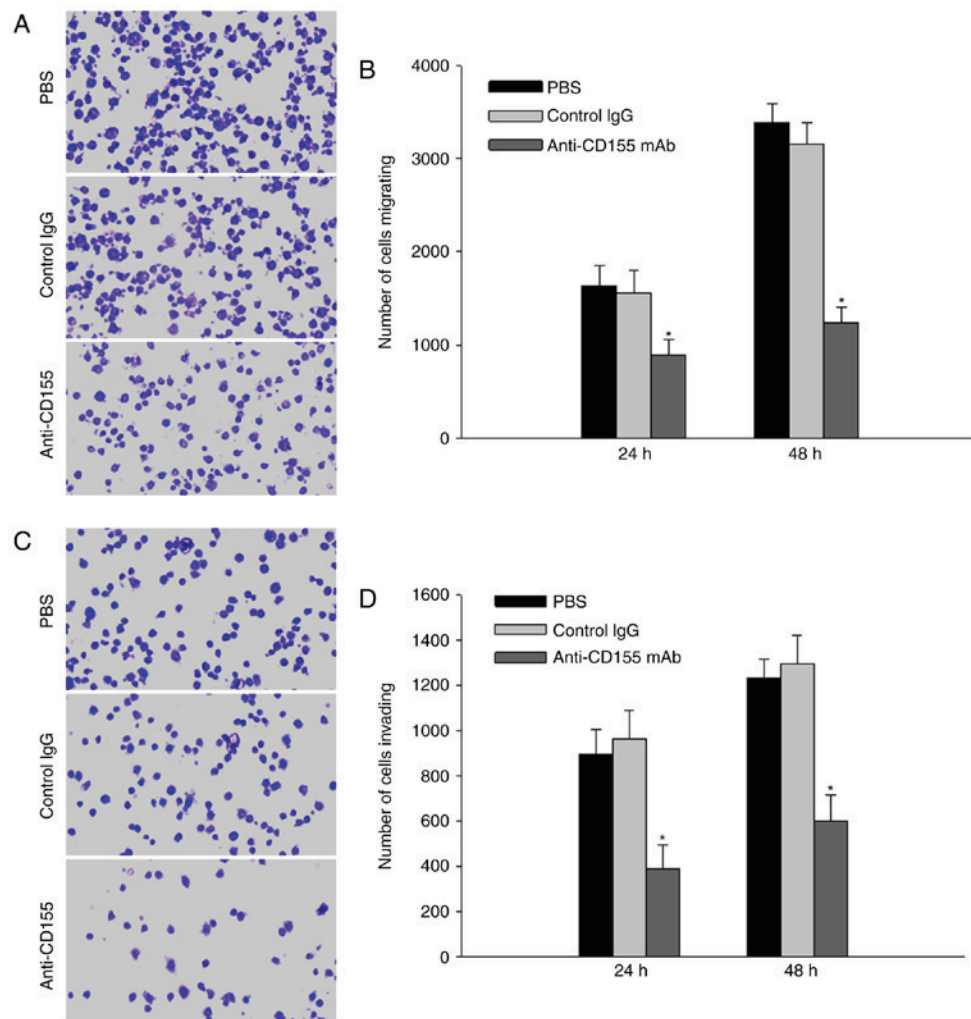 A
PBS
Control IgG
Anti-CD155
B
Number of cells migrating
4000
3000
2000
1000
0
PBS
Control IgG
Anti-CD155 mAb
*
*
24 h
48 h
C
PBS
Control IgG
Anti-CD155
D
Number of cells invading
1600
1400
1200
1000
800
600
400
200
0
PBS
Control IgG
Anti-CD155 mAb
*
*
24 h
48 h